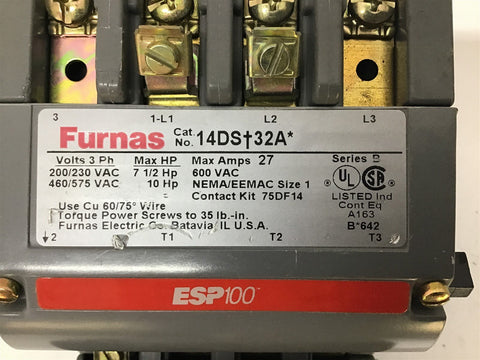 3 1-L1 L2 L3
Furnas Cat. No. 14DS†32A*
Volts 3 Ph Max HP Max Amps 27 Series B
200/230 VAC 7 1/2 Hp 600 VAC
460/575 VAC 10 Hp NEMA/EEMAC Size 1
Contact Kit 75DF14
UL SA
LISTED Ind
Cont Eq
A163
B*642
Use Cu 60/75° Wire
Torque Power Screws to 35 lb.-in.
Furnas Electric Co. Batavia, IL U.S.A.
2 T1 T2 T3
ESP100™